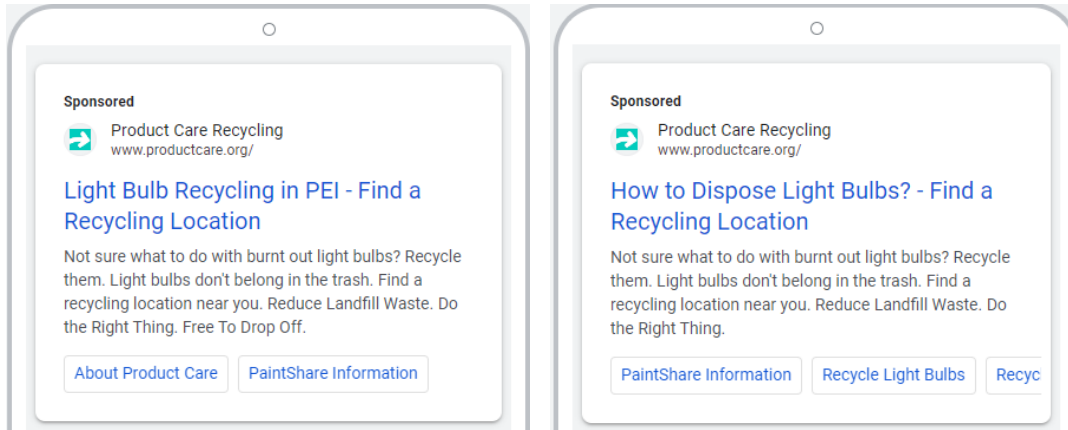 Sponsored
Product Care Recycling
www.productcare.org/
Light Bulb Recycling in PEI - Find a
Recycling Location
Not sure what to do with burnt out light bulbs? Recycle
them. Light bulbs don't belong in the trash. Find a
recycling location near you. Reduce Landfill Waste. Do
the Right Thing. Free To Drop Off.
About Product Care
PaintShare Information
Sponsored
Product Care Recycling
www.productcare.org/
How to Dispose Light Bulbs? - Find a
Recycling Location
Not sure what to do with burnt out light bulbs? Recycle
them. Light bulbs don't belong in the trash. Find a
recycling location near you. Reduce Landfill Waste. Do
the Right Thing.
PaintShare Information
Recycle Light Bulbs